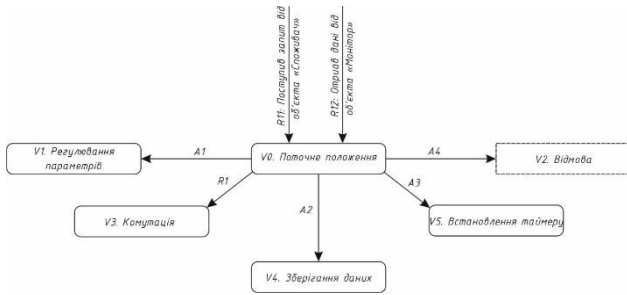 R11: Поступив запит від
об'єкта «Споживач»
R12: Отримав дані від
об'єкта «Монітор»
V1. Регулювання
параметрів
A1
V0. Поточне положення
A4
V2. Відмова
R1
A2
A3
V3. Комутація
V5. Встановлення таймеру
V4. Зберігання даних